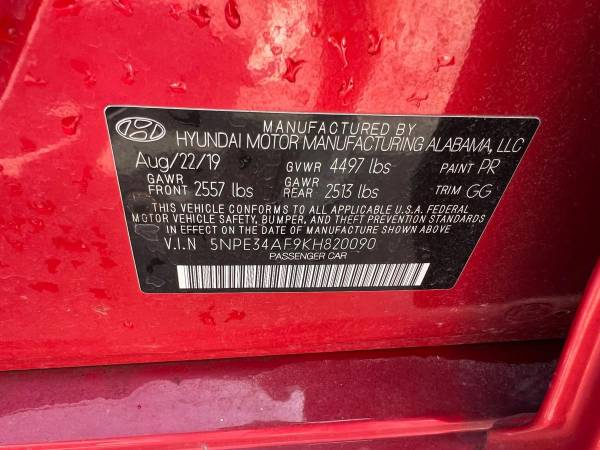 MANUFACTURED BY
HYUNDAI MOTOR MANUFACTURING ALABAMA, LLC
Aug/22/19 GVWR 4497 lbs PAINT PR
GAWR FRONT 2557 lbs GAWR REAR 2513 lbs TRIM GG
THIS VEHICLE CONFORMS TO ALL APPLICABLE U.S.A. FEDERAL
MOTOR VEHICLE SAFETY, BUMPER, AND THEFT PREVENTION STANDARDS
IN EFFECT ON THE DATE OF MANUFACTURE SHOWN ABOVE
V.I.N 5NPE34AF9KH820090
PASSENGER CAR